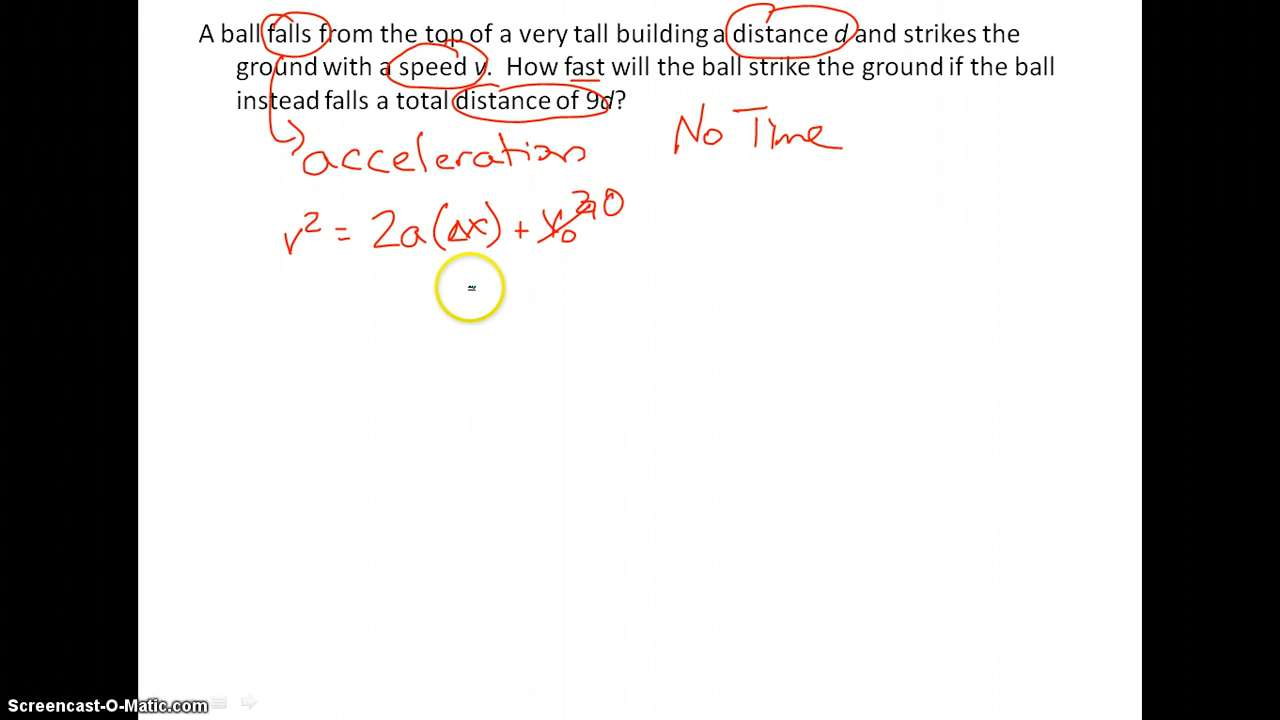 A ball falls from the top of a very tall building a distance d and strikes the
ground with a speed v. How fast will the ball strike the ground if the ball
instead falls a total distance of 9d?
No Time
acceleration
v² = 2a(Δx) + v₀² 0
Screencast-O-Matic.com